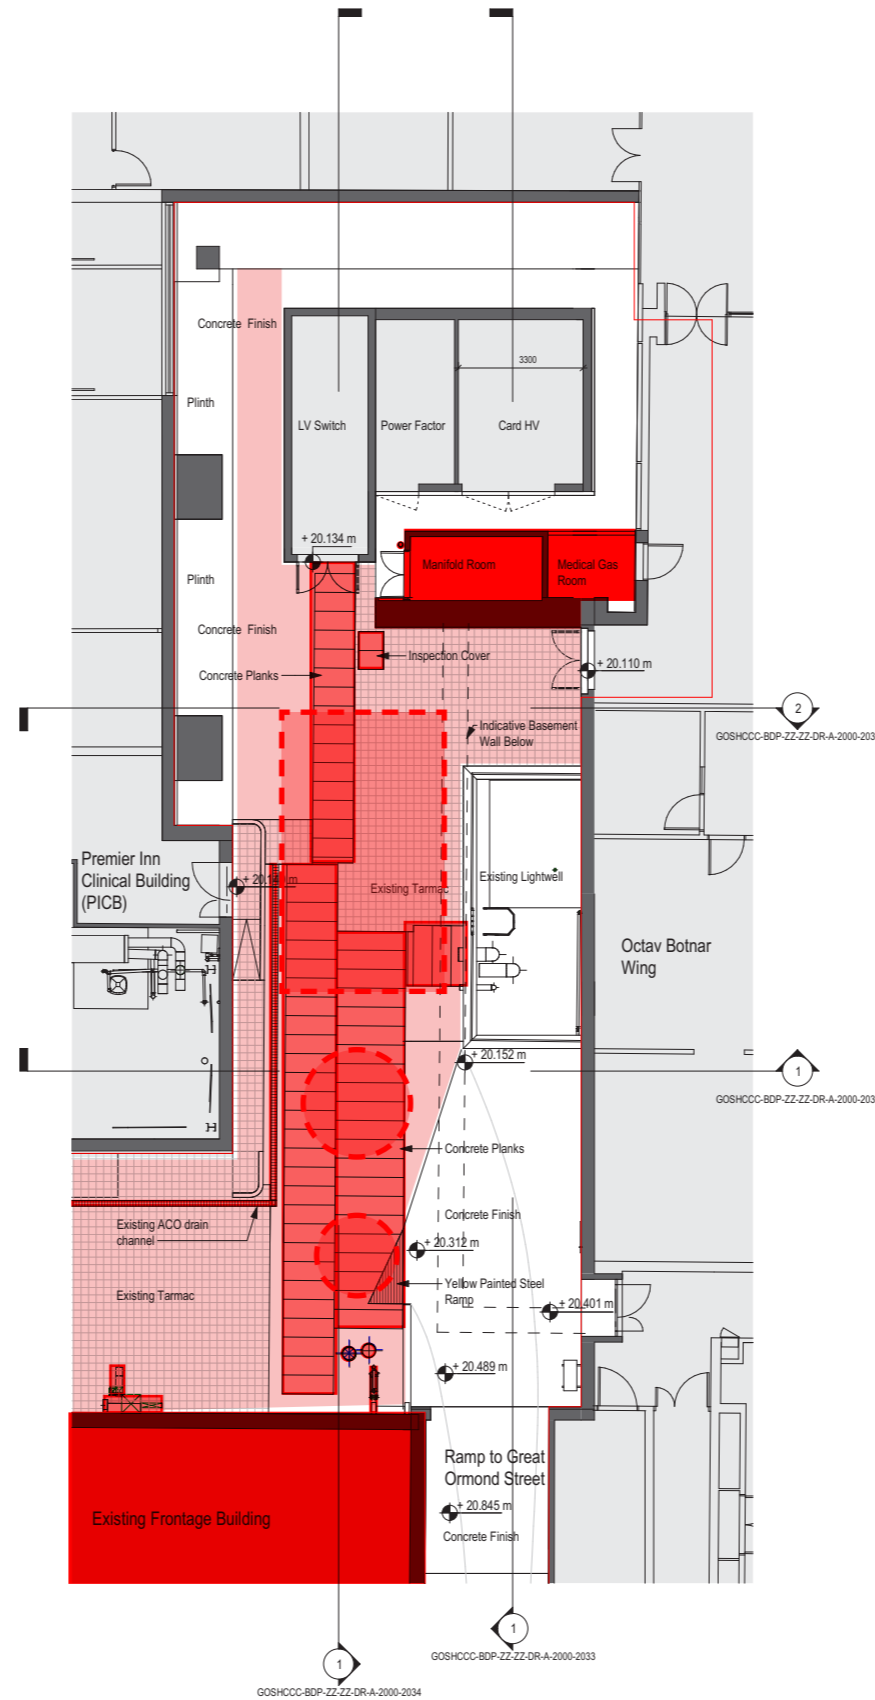 Concrete Finish
3300
Plinth
LV Switch
Power Factor
Card HV
+ 20.134 m
Manifold Room
Medical Gas
Room
Plinth
Concrete Finish
Inspection Cover
+ 20.110 m
Concrete Planks
2
GOSHCCC-BDP-ZZ-ZZ-DR-A-2000-203
Indicative Basement
Wall Below
Premier Inn
Clinical Building
(PICB)
Existing Tarmac
Existing Lightwell
Octav Botnar
Wing
+ 20.152 m
1
GOSHCCC-BDP-ZZ-ZZ-DR-A-2000-203
Concrete Planks
Concrete Finish
Existing ACO drain
channel
+ 20.312 m
Existing Tarmac
Yellow Painted Steel
Ramp
+ 20.401 m
+ 20.489 m
Ramp to Great
Ormond Street
+ 20.845 m
Existing Frontage Building
Concrete Finish
1
GOSHCCC-BDP-ZZ-ZZ-DR-A-2000-2033
1
GOSHCCC-BDP-ZZ-ZZ-DR-A-2000-2034